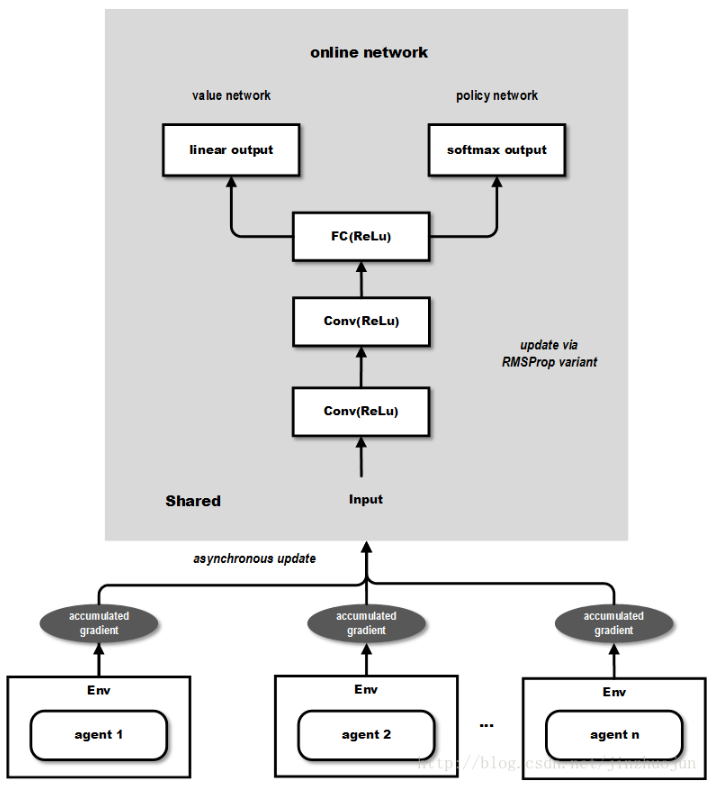 online network
value network
policy network
linear output
softmax output
FC(ReLu)
Conv(ReLu)
update via
RMSProp variant
Conv(ReLu)
Shared
Input
asynchronous update
accumulated
gradient
accumulated
gradient
accumulated
gradient
Env
Env
Env
agent 1
agent 2
...
agent n
http://blog.csdn.net/jinzhuojun